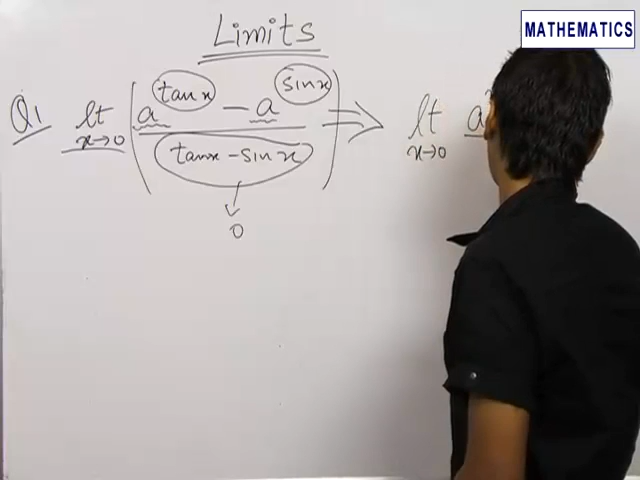 MATHEMATICS
Limits
Q1 lt x→0 ( (a^tanx − a^sinx) / (tanx − sinx) ) ⇒ lt x→0 a
↓
0